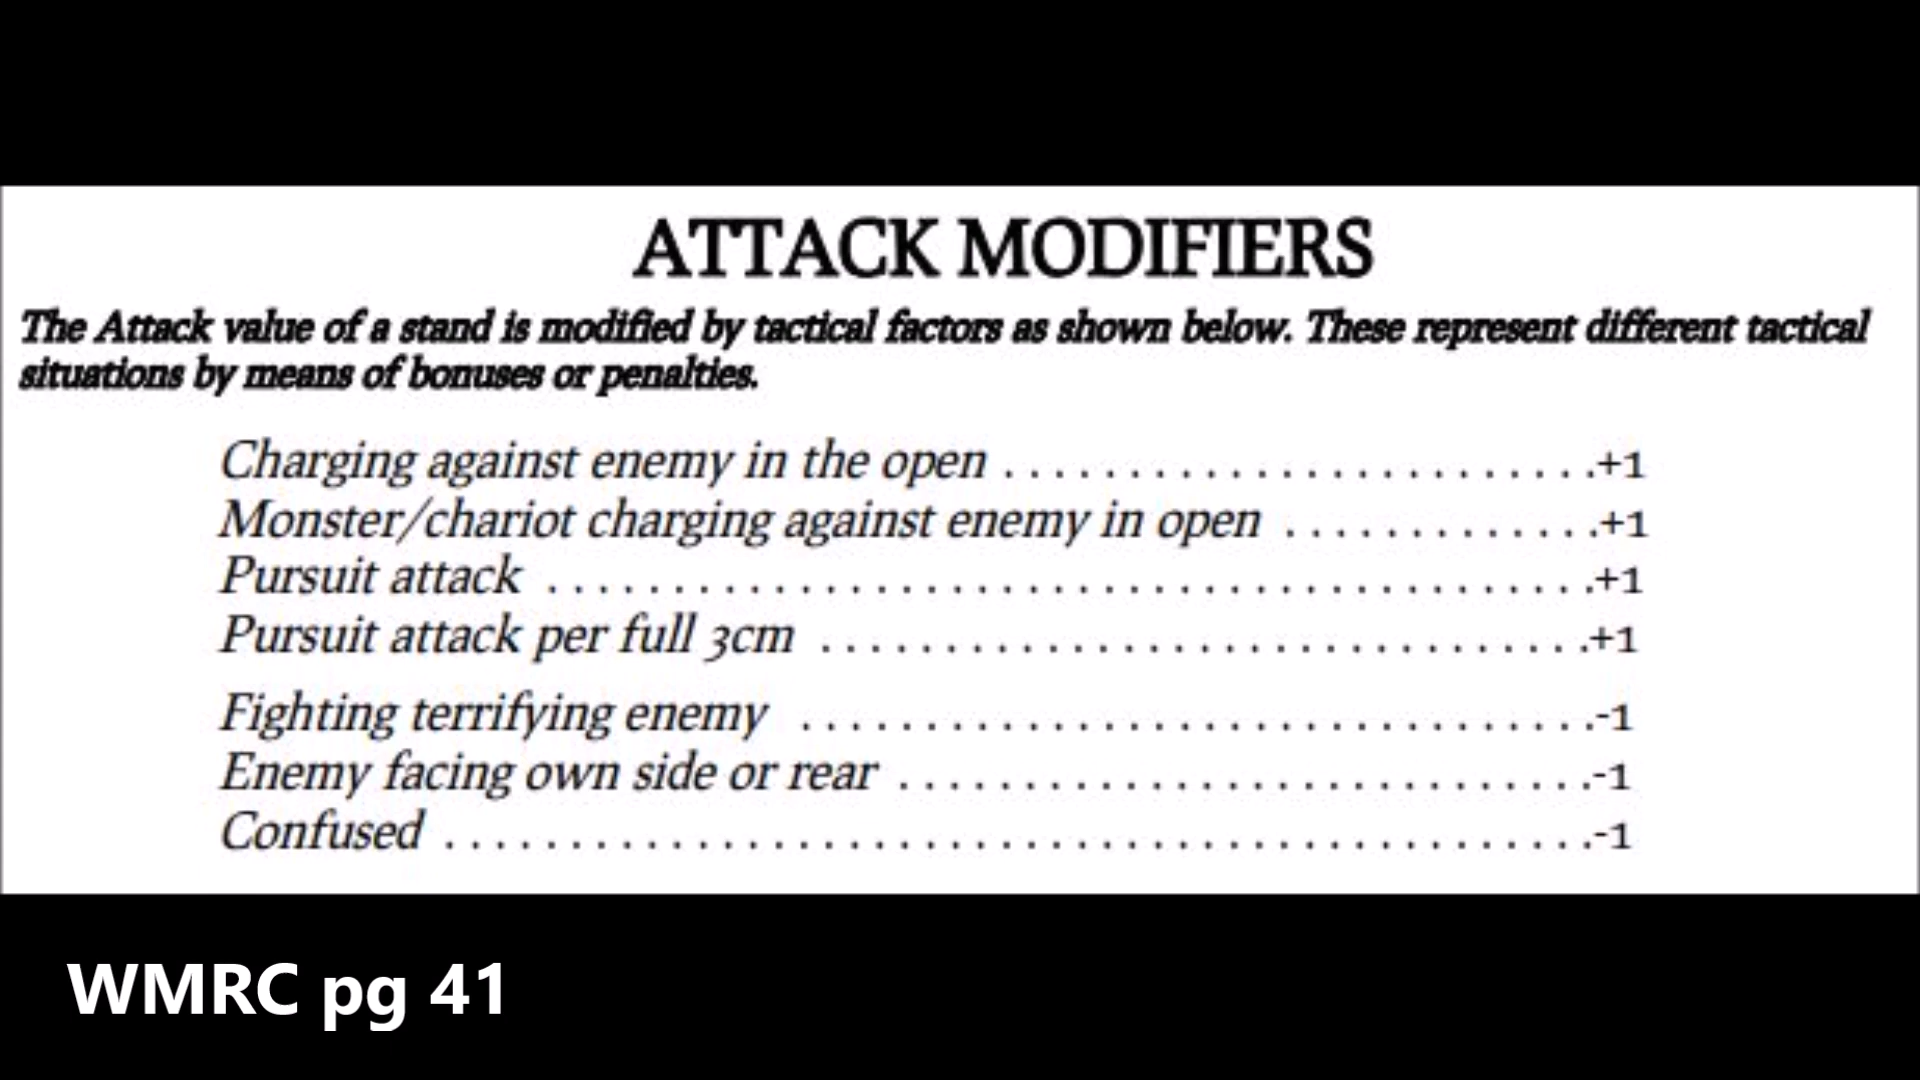 ATTACK MODIFIERS
The Attack value of a stand is modified by tactical factors as shown below. These represent different tactical
situations by means of bonuses or penalties.
Charging against enemy in the open . . . . . . . . . . . . . . . . . . . . . . . .+1
Monster/chariot charging against enemy in open . . . . . . . . . . . . .+1
Pursuit attack . . . . . . . . . . . . . . . . . . . . . . . . . . . . . . . . . . . . . . . . . .+1
Pursuit attack per full 3cm . . . . . . . . . . . . . . . . . . . . . . . . . . . . . . .+1
Fighting terrifying enemy . . . . . . . . . . . . . . . . . . . . . . . . . . . . . . . .-1
Enemy facing own side or rear . . . . . . . . . . . . . . . . . . . . . . . . . . . .-1
Confused . . . . . . . . . . . . . . . . . . . . . . . . . . . . . . . . . . . . . . . . . . . . . .-1
WMRC pg 41